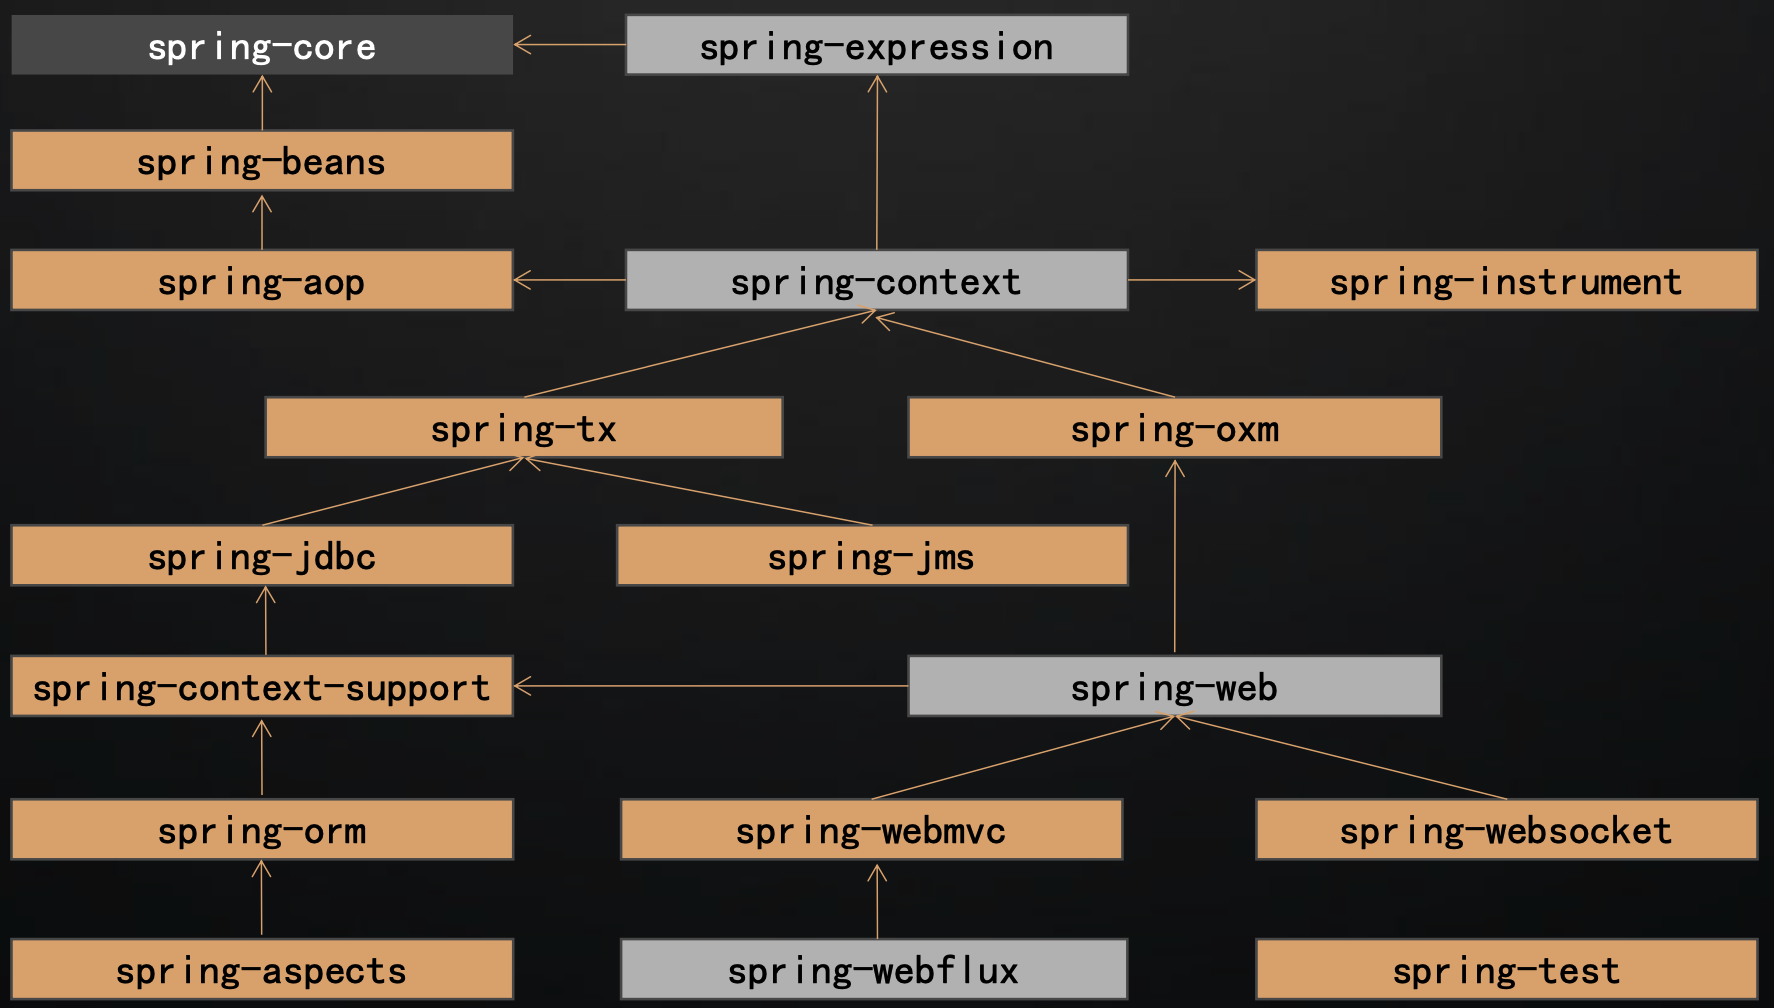 spring-core
spring-expression
spring-beans
spring-aop
spring-context
spring-instrument
spring-tx
spring-oxm
spring-jdbc
spring-jms
spring-context-support
spring-web
spring-orm
spring-webmvc
spring-websocket
spring-aspects
spring-webflux
spring-test